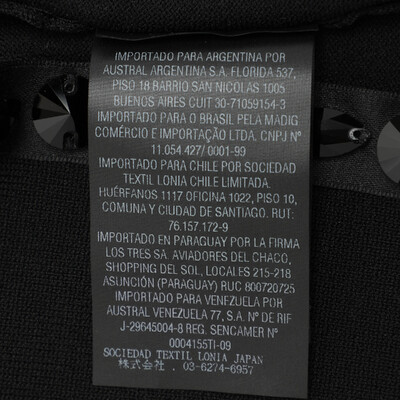 IMPORTADO PARA ARGENTINA POR
AUSTRAL ARGENTINA S.A. FLORIDA 537,
PISO 18 BARRIO SAN NICOLAS 1005
BUENOS AIRES CUIT 30-71059154-3
IMPORTADO PARA O BRASIL PELA MADIG
COMÉRCIO E IMPORTAÇÃO LTDA. CNPJ Nº
11.054.427/0001-99
IMPORTADO PARA CHILE POR SOCIEDAD
TEXTIL LONIA CHILE LIMITADA.
HUÉRFANOS 1117 OFICINA 1022, PISO 10,
COMUNA Y CIUDAD DE SANTIAGO. RUT:
76.157.172-9
IMPORTADO EN PARAGUAY POR LA FIRMA
LOS TRES SA. AVIADORES DEL CHACO,
SHOPPING DEL SOL, LOCALES 215-218
ASUNCIÓN (PARAGUAY) RUC 800720725
IMPORTADO PARA VENEZUELA POR
AUSTRAL VENEZUELA 77, S.A. Nº DE RIF
J-29645004-8 REG. SENCAMER Nº
0004155TI-09
SOCIEDAD TEXTIL LONIA JAPAN
株式会社 . 03-6274-6957